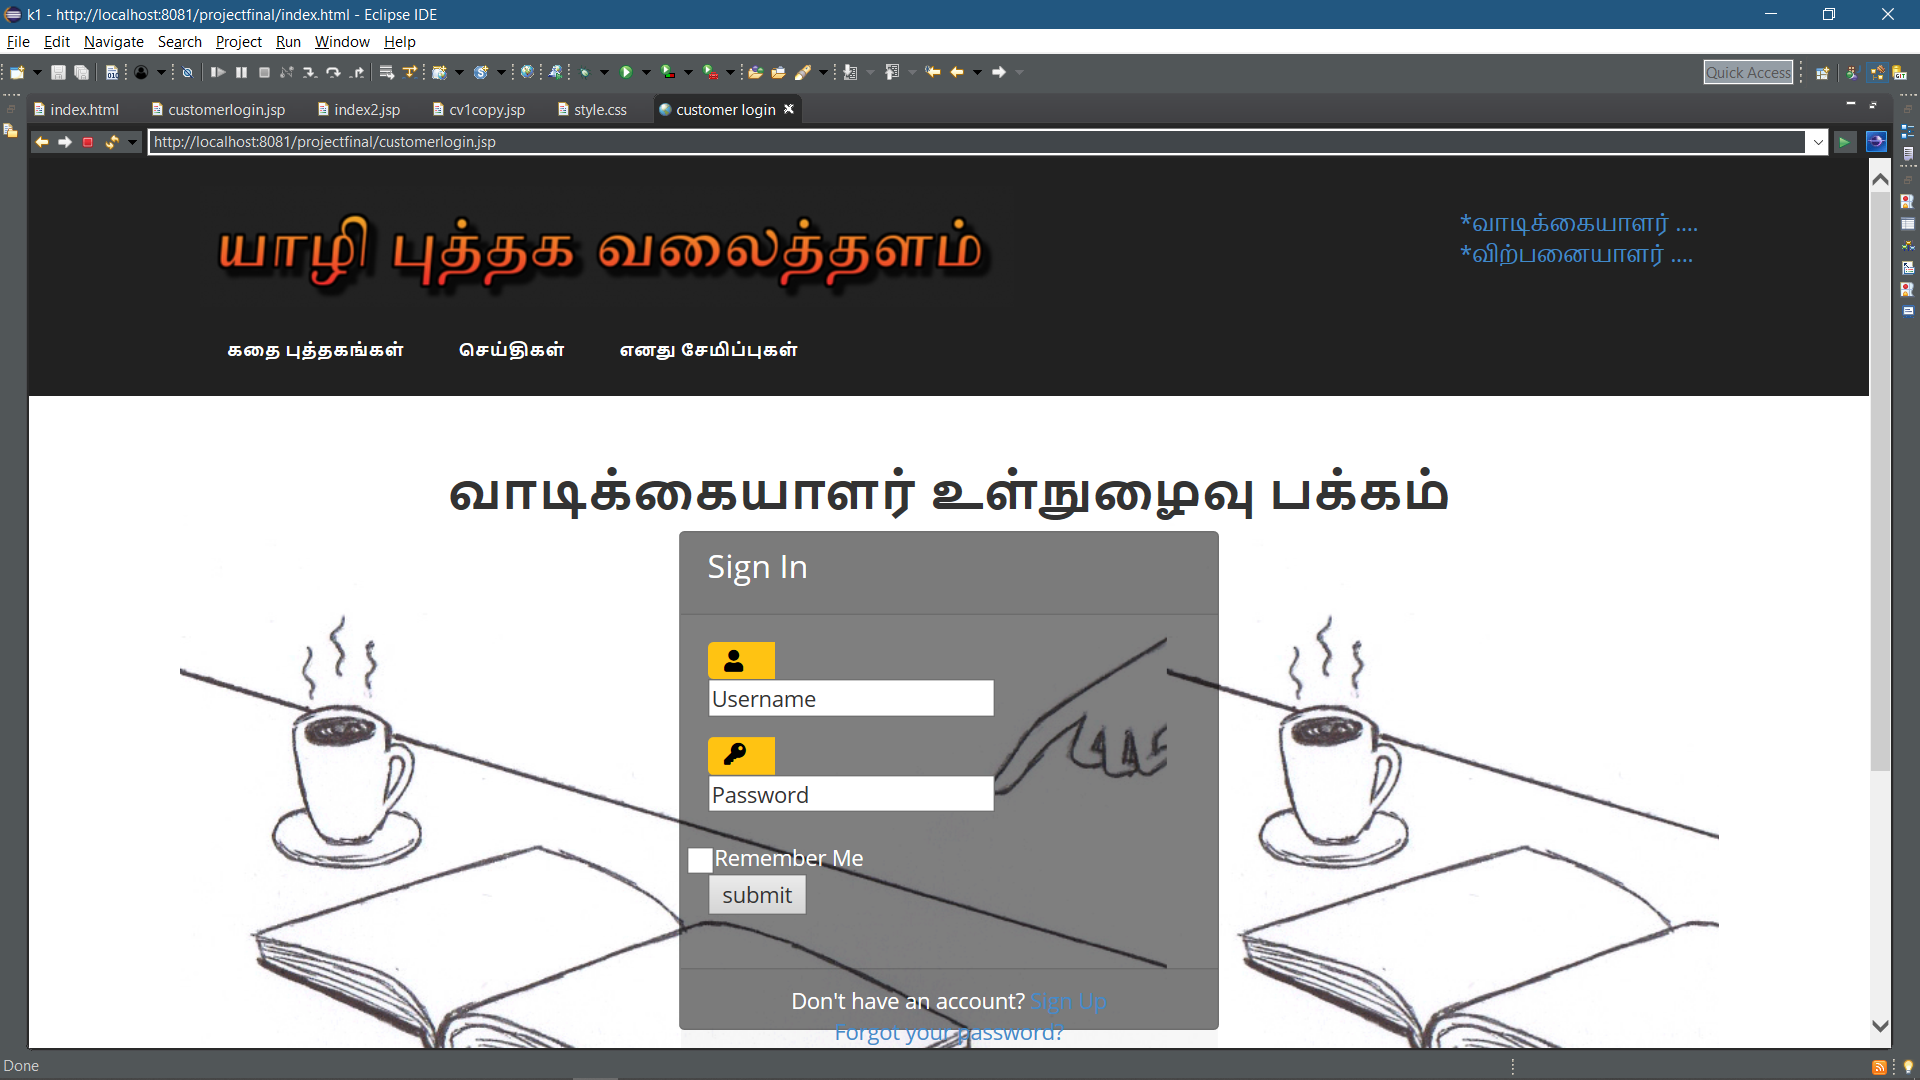 k1 - http://localhost:8081/projectfinal/index.html - Eclipse IDE
File Edit Navigate Search Project Run Window Help
Quick Access
index.html customerlogin.jsp index2.jsp cv1copy.jsp style.css customer login
http://localhost:8081/projectfinal/customerlogin.jsp
யாழி புத்தக வலைத்தளம்
*வாடிக்கையாளர் ....
*விற்பனையாளர் ....
கதை புத்தகங்கள் செய்திகள் எனது சேமிப்புகள்
வாடிக்கையாளர் உள்நுழைவு பக்கம்
Sign In
Username
Password
Remember Me
submit
Don't have an account? Sign Up
Forgot your password?
Done